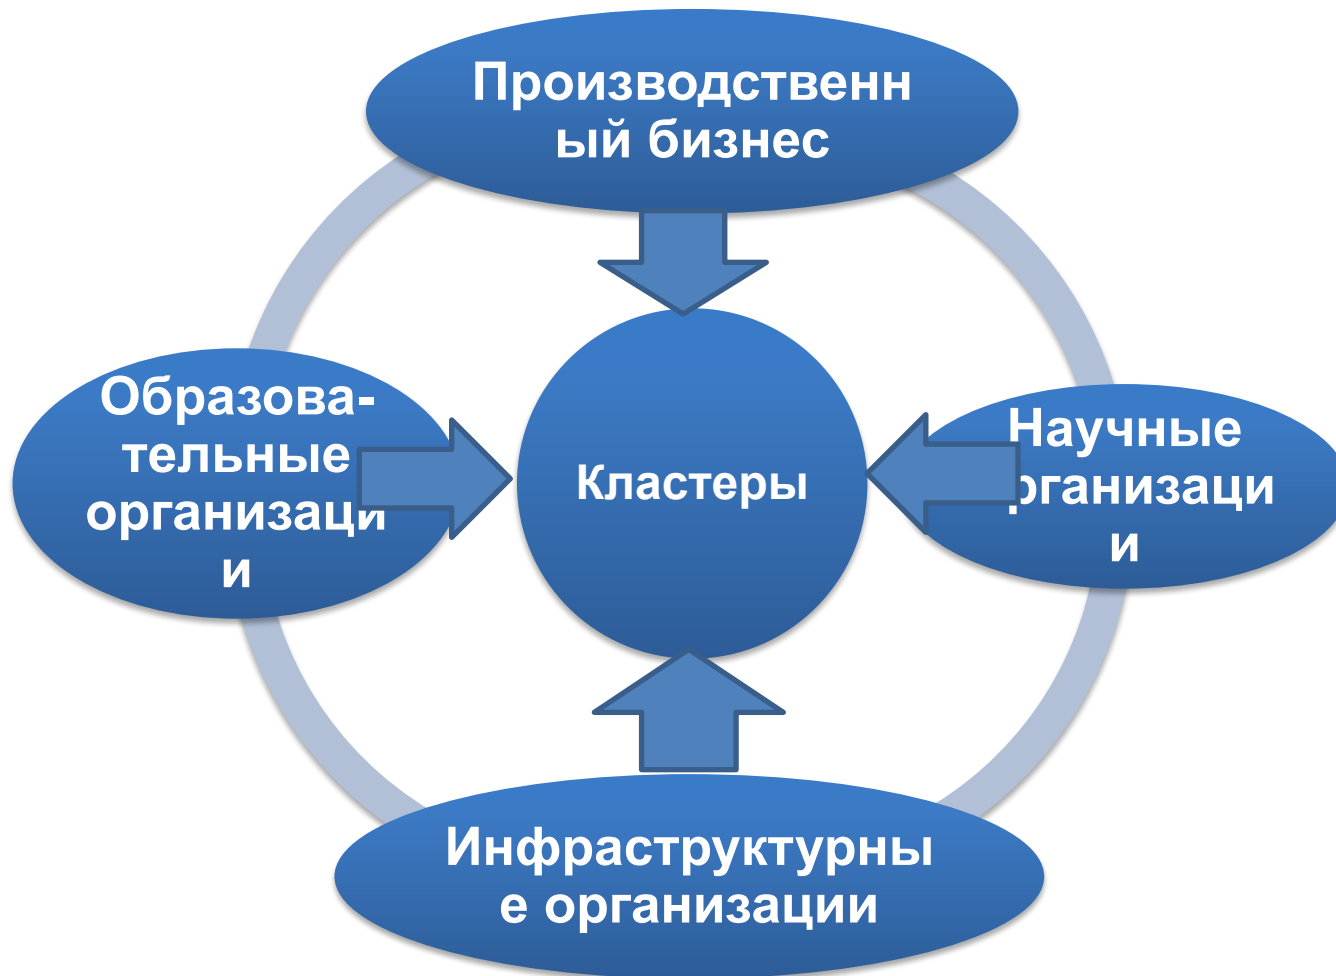 Производственн
ый бизнес
Образова-
тельные
организаци
и
Кластеры
Научные
организаци
и
Инфраструктурны
е организации